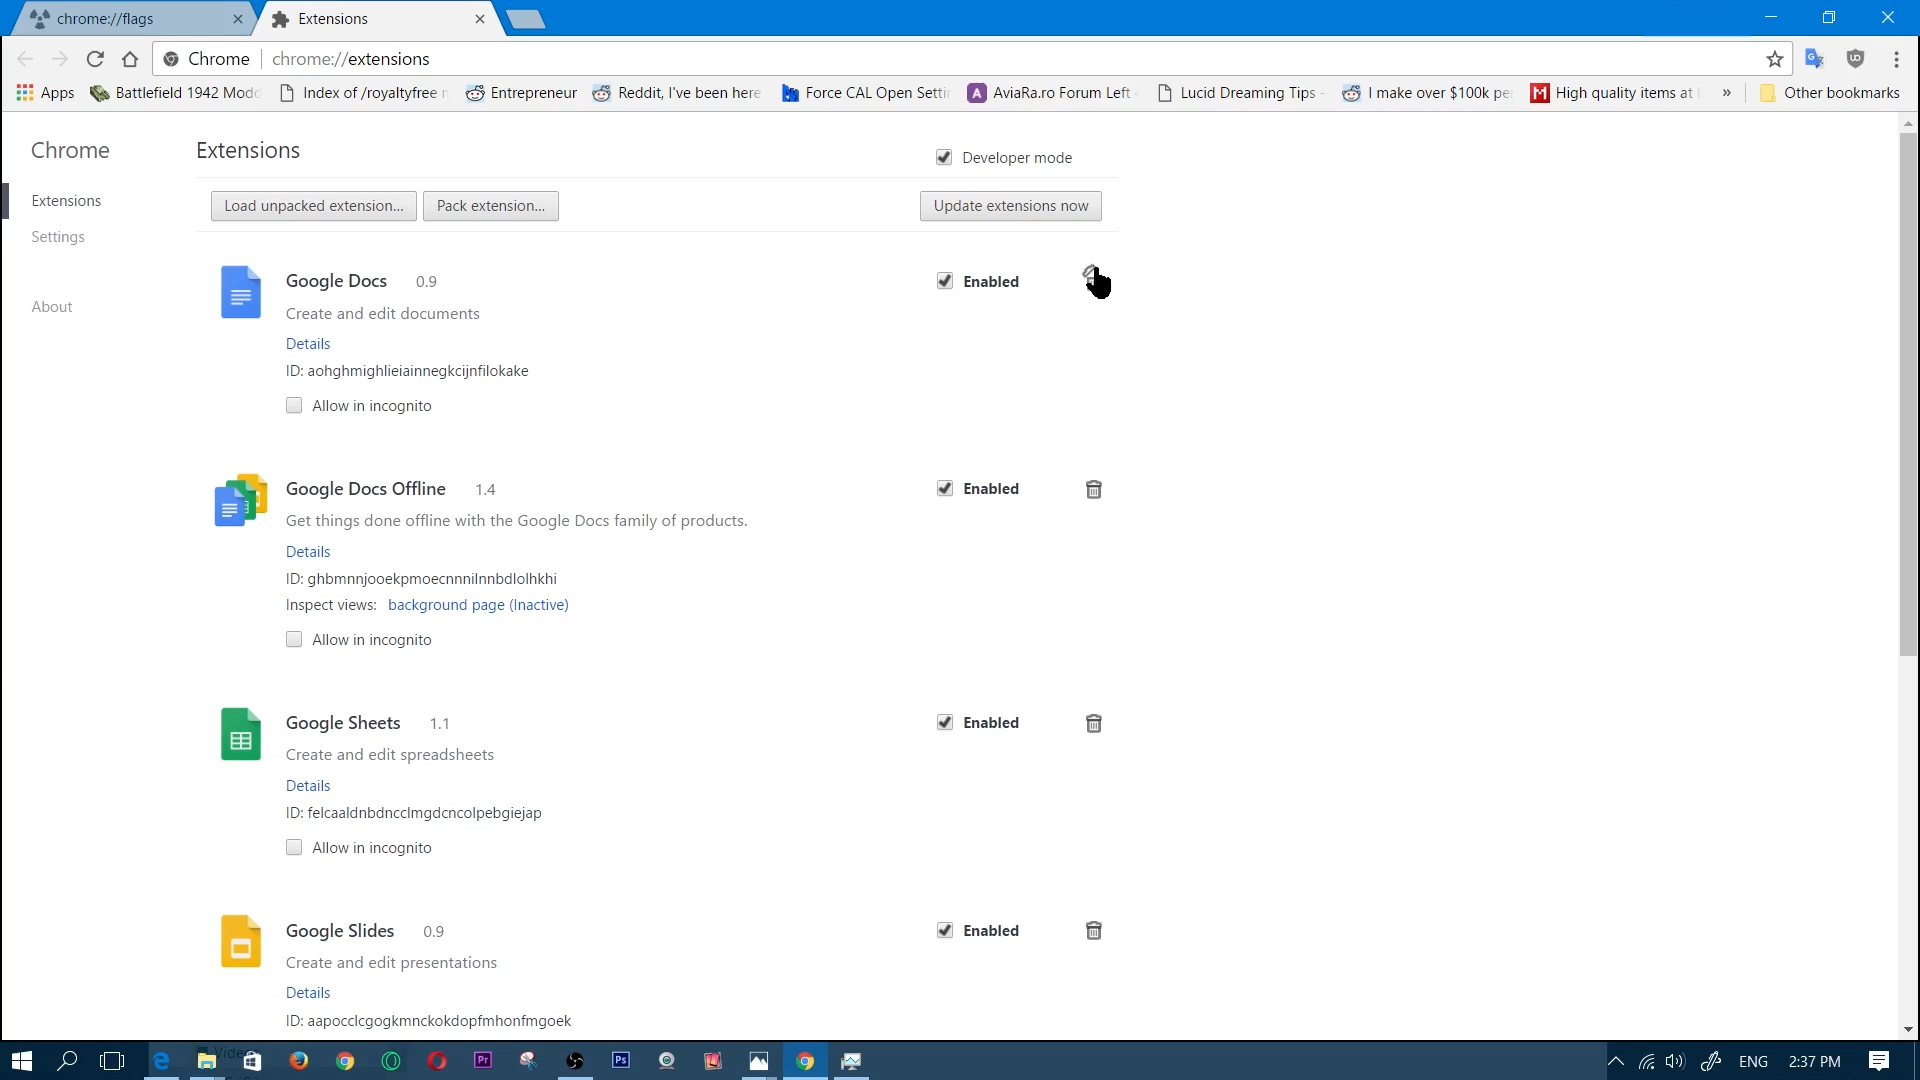 chrome://flags
Extensions
Chrome
chrome://extensions
Apps
Battlefield 1942 Modd
Index of /royaltyfree
Entrepreneur
Reddit, I've been here
Force CAL Open Settin
AviaRa.ro Forum Left
Lucid Dreaming Tips -
I make over $100k per
High quality items at
»
Other bookmarks
Chrome
Extensions
Settings
About
Extensions
Developer mode
Load unpacked extension...
Pack extension...
Update extensions now
Google Docs 0.9
Enabled
Create and edit documents
Details
ID: aohghmighlieiainnegkcijnfilokake
Allow in incognito
Google Docs Offline 1.4
Enabled
Get things done offline with the Google Docs family of products.
Details
ID: ghbmnnjooekpmoecnnnilnnbdlolhkhi
Inspect views: background page (Inactive)
Allow in incognito
Google Sheets 1.1
Enabled
Create and edit spreadsheets
Details
ID: felcaaldnbdncclmgdcncolpebgiejap
Allow in incognito
Google Slides 0.9
Enabled
Create and edit presentations
Details
ID: aapocclcgogkmnckokdopfmhonfmgoek
Pr
Ps
ENG
2:37 PM